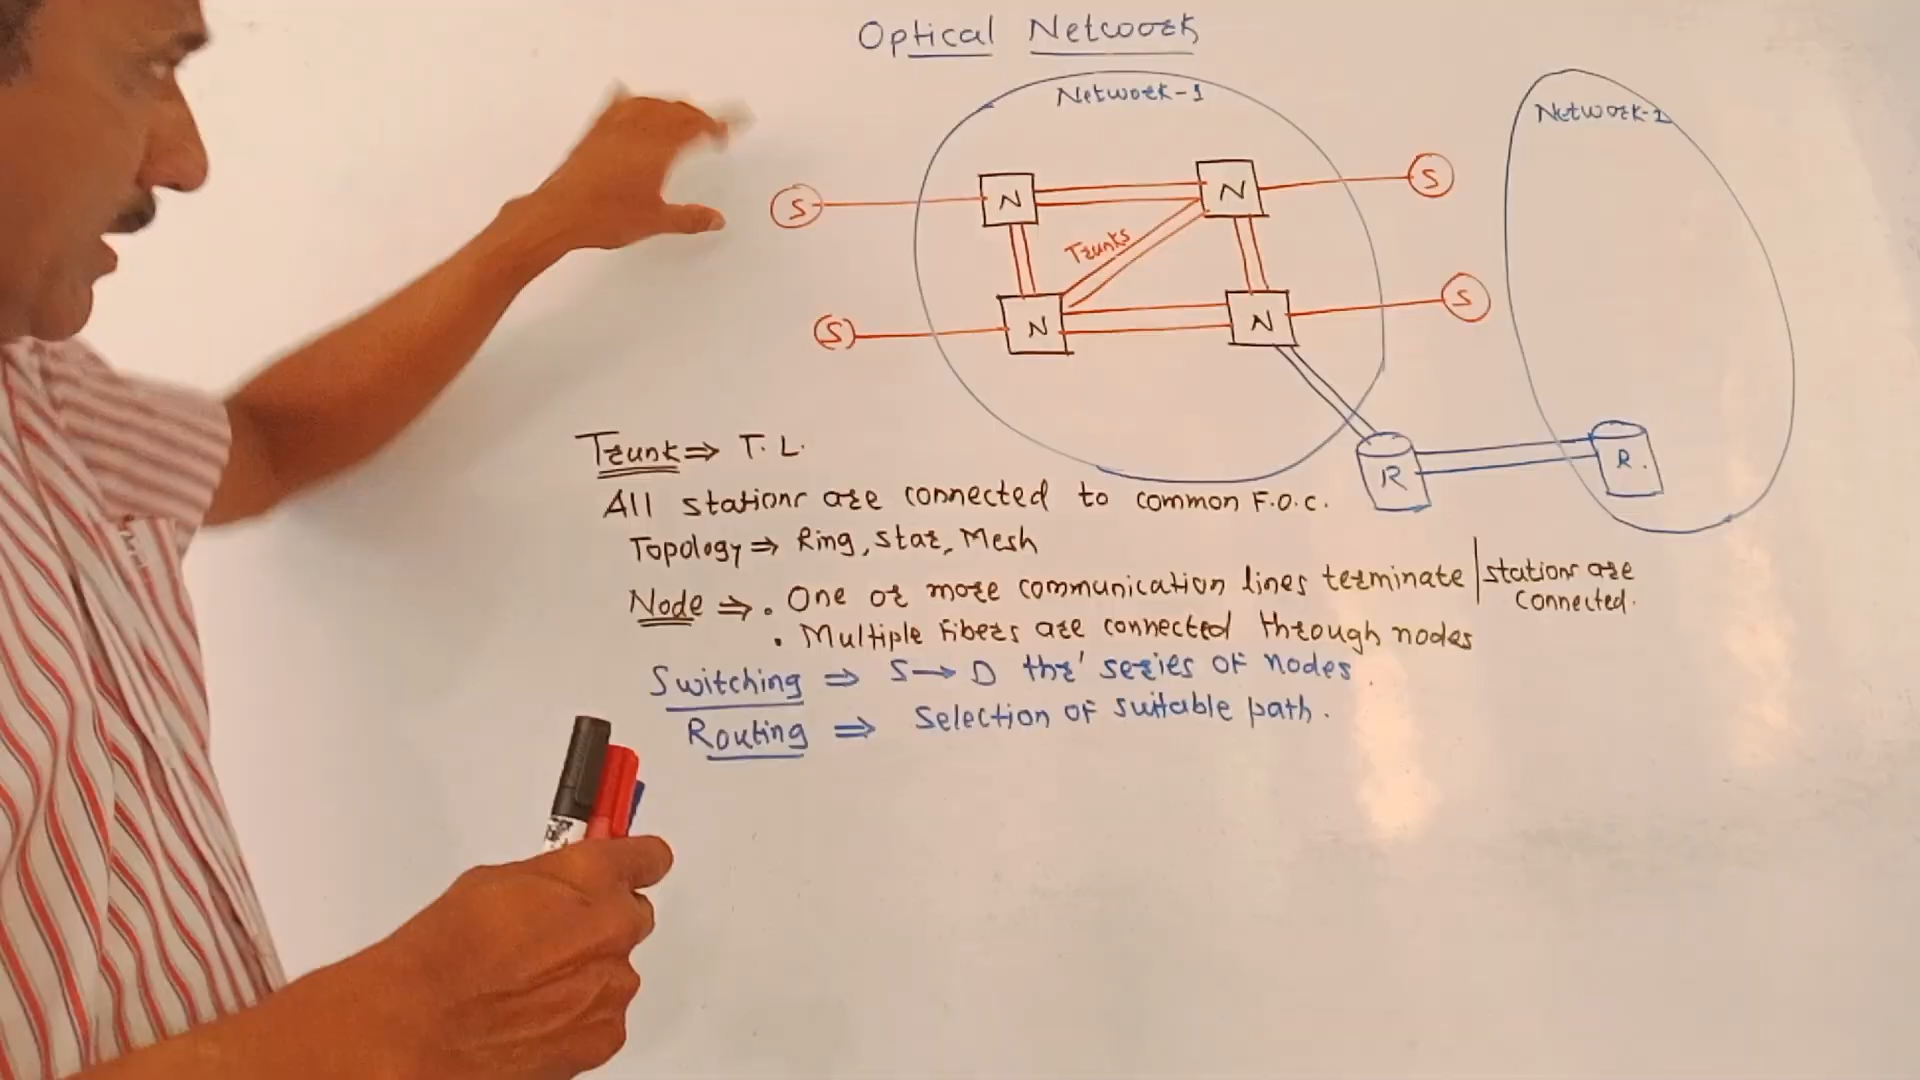 Optical Network
Network-1
Network-2
S
N
N
S
Trunks
S
N
N
S
R
R.
Trunk ⇒ T. L.
All stations are connected to common F.O.C.
Topology ⇒ Ring, Star, Mesh
Node ⇒ . One or more communication lines terminate | stations are connected.
. Multiple Fibers are connected through nodes
Switching ⇒ S → D thr' series of nodes.
Routing ⇒ Selection of suitable path.